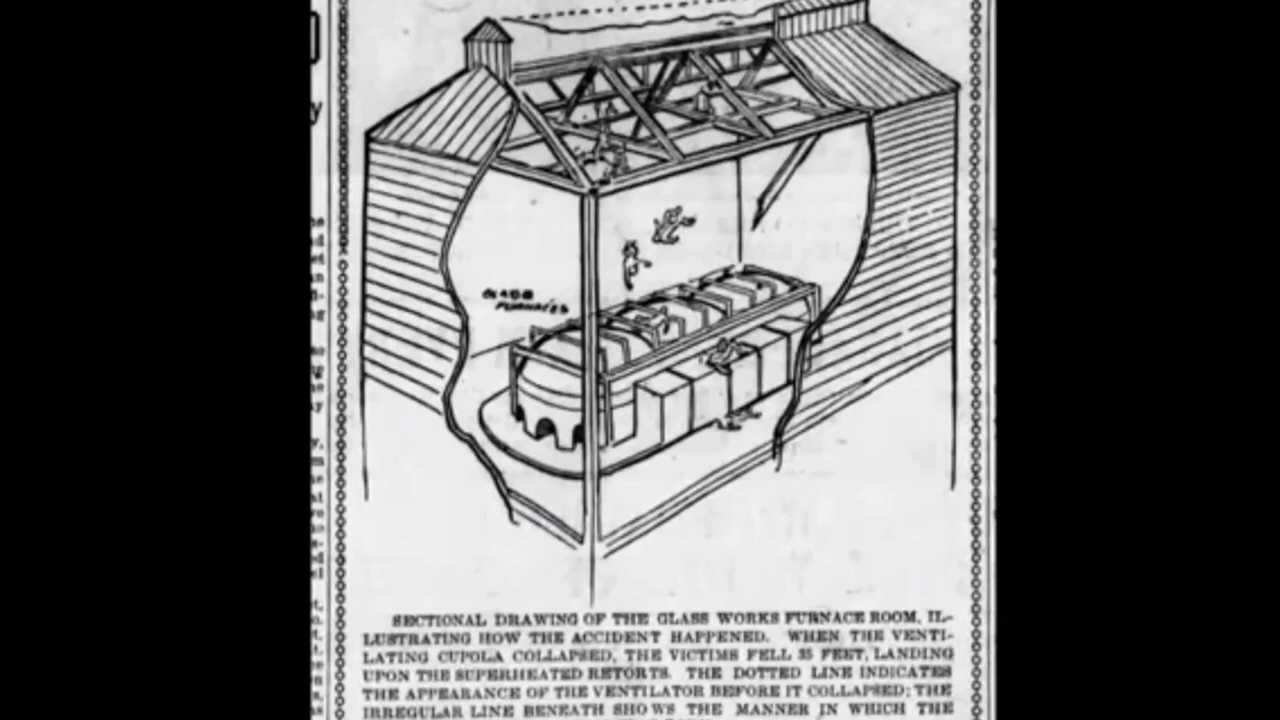 GLASS
FURNACES
SECTIONAL DRAWING OF THE GLASS WORKS FURNACE ROOM, IL-
LUSTRATING HOW THE ACCIDENT HAPPENED. WHEN THE VENTI-
LATING CUPOLA COLLAPSED, THE VICTIMS FELL 35 FEET, LANDING
UPON THE SUPERHEATED RETORTS. THE DOTTED LINE INDICATES
THE APPEARANCE OF THE VENTILATOR BEFORE IT COLLAPSED; THE
IRREGULAR LINE BENEATH SHOWS THE MANNER IN WHICH THE